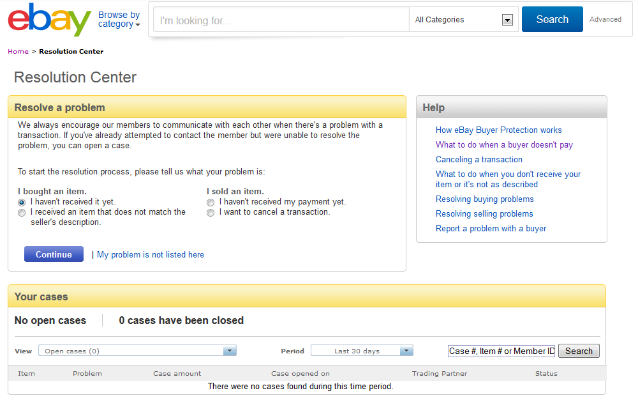 ebay
Browse by
category
I'm looking for...
All Categories
Search
Advanced
Home > Resolution Center
Resolution Center
Resolve a problem
We always encourage our members to communicate with each other when there's a problem with a
transaction. If you've already attempted to contact the member but were unable to resolve the
problem, you can open a case.
To start the resolution process, please tell us what your problem is:
I bought an item.
I haven't received it yet.
I received an item that does not match the
seller's description.
I sold an item.
I haven't received my payment yet.
I want to cancel a transaction.
Continue
| My problem is not listed here
Help
How eBay Buyer Protection works
What to do when a buyer doesn't pay
Canceling a transaction
What to do when you don't receive your
item or it's not as described
Resolving buying problems
Resolving selling problems
Report a problem with a buyer
Your cases
No open cases
0 cases have been closed
View
Open cases (0)
Period
Last 30 days
Case #, Item # or Member ID
Search
Item Problem Case amount Case opened on Trading Partner Status
There were no cases found during this time period.